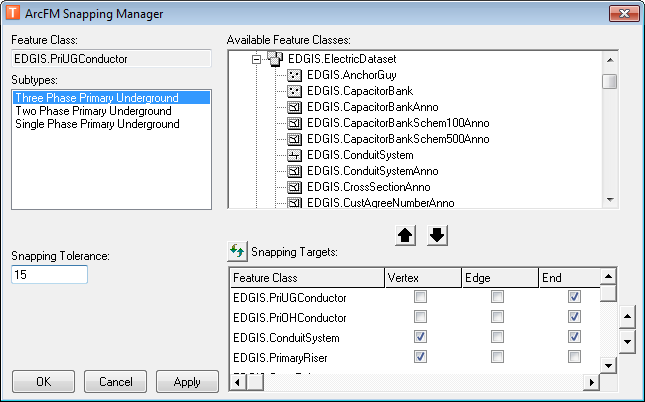 ArcFM Snapping Manager
Feature Class:
EDGIS.PriUGConductor
Subtypes:
Three Phase Primary Underground
Two Phase Primary Underground
Single Phase Primary Underground
Available Feature Classes:
EDGIS.ElectricDataset
EDGIS.AnchorGuy
EDGIS.CapacitorBank
EDGIS.CapacitorBankAnno
EDGIS.CapacitorBankSchem100Anno
EDGIS.CapacitorBankSchem500Anno
EDGIS.ConduitSystem
EDGIS.ConduitSystemAnno
EDGIS.CrossSectionAnno
EDGIS.CustAgreeNumberAnno
Snapping Tolerance:
15
Snapping Targets:
Feature Class Vertex Edge End
EDGIS.PriUGConductor
EDGIS.PriOHConductor
EDGIS.ConduitSystem
EDGIS.PrimaryRiser
OK Cancel Apply